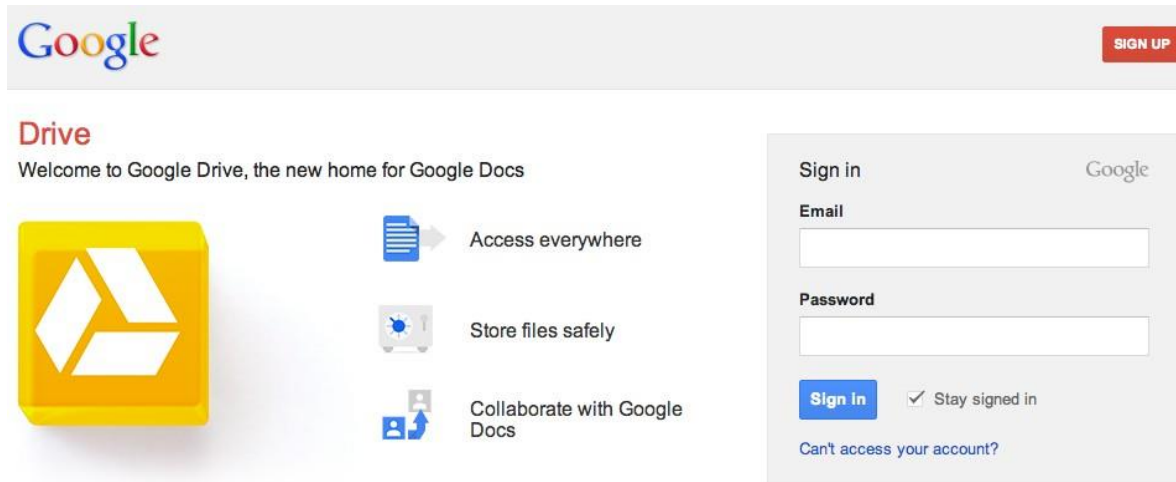 Google
SIGN UP
Drive
Welcome to Google Drive, the new home for Google Docs
Access everywhere
Store files safely
Collaborate with Google
Docs
Sign in
Google
Email
Password
Sign in
Stay signed in
Can't access your account?